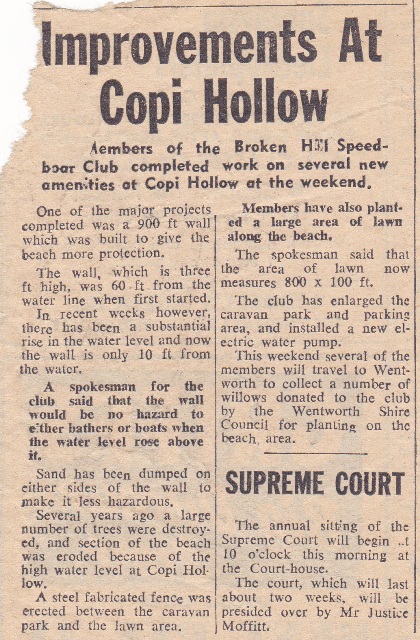 Improvements At
Copi Hollow
Members of the Broken Hill Speed-
boat Club completed work on several new
amenities at Copi Hollow at the weekend.
One of the major projects
completed was a 900 ft wall
which was built to give the
beach more protection.
The wall, which is three
ft high, was 60 ft from the
water line when first started.
In recent weeks however,
there has been a substantial
rise in the water level and now
the wall is only 10 ft from
the water.
A spokesman for the
club said that the wall
would be no hazard to
either bathers or boats when
the water level rose above
it.
Sand has been dumped on
either sides of the wall to
make it less hazardous.
Several years ago a large
number of trees were destroy-
ed, and section of the beach
was eroded because of the
high water level at Copi Hol-
low.
A steel fabricated fence was
erected between the caravan
park and the lawn area.
Members have also plant-
ed a large area of lawn
along the beach.
The spokesman said that
the area of lawn now
measures 800 x 100 ft.
The club has enlarged the
caravan park and parking
area, and installed a new el-
ectric water pump.
This weekend several of the
members will travel to Went-
worth to collect a number of
willows donated to the club
by the Wentworth Shire
Council for planting on the
beach area.
SUPREME COURT
The annual sitting of the
Supreme Court will begin at
10 o'clock this morning at
the Court-house.
The court, which will last
about two weeks, will be
presided over by Mr Justice
Moffitt.